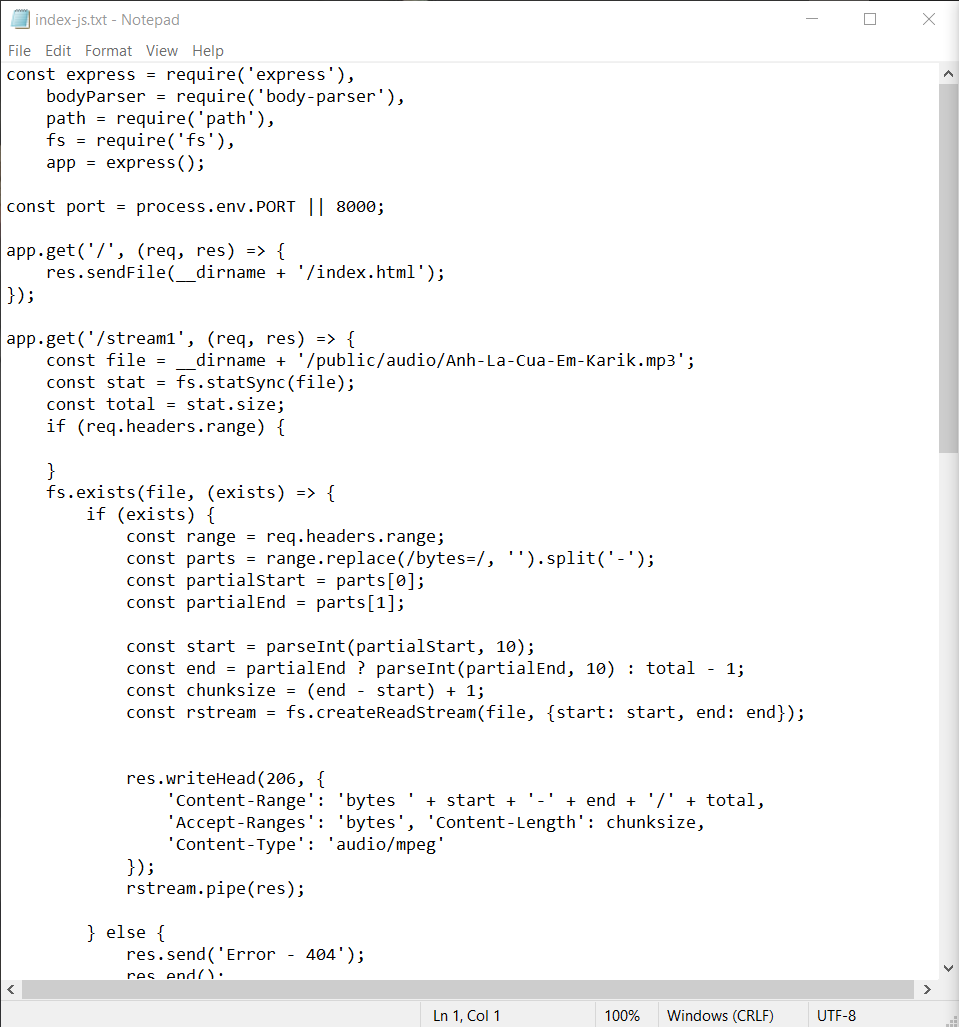 index-js.txt - Notepad
File Edit Format View Help
const express = require('express'),
    bodyParser = require('body-parser'),
    path = require('path'),
    fs = require('fs'),
    app = express();

const port = process.env.PORT || 8000;

app.get('/', (req, res) => {
    res.sendFile(__dirname + '/index.html');
});

app.get('/stream1', (req, res) => {
    const file = __dirname + '/public/audio/Anh-La-Cua-Em-Karik.mp3';
    const stat = fs.statSync(file);
    const total = stat.size;
    if (req.headers.range) {

    }
    fs.exists(file, (exists) => {
        if (exists) {
            const range = req.headers.range;
            const parts = range.replace(/bytes=/, '').split('-');
            const partialStart = parts[0];
            const partialEnd = parts[1];

            const start = parseInt(partialStart, 10);
            const end = partialEnd ? parseInt(partialEnd, 10) : total - 1;
            const chunksize = (end - start) + 1;
            const rstream = fs.createReadStream(file, {start: start, end: end});


            res.writeHead(206, {
                'Content-Range': 'bytes ' + start + '-' + end + '/' + total,
                'Accept-Ranges': 'bytes', 'Content-Length': chunksize,
                'Content-Type': 'audio/mpeg'
            });
            rstream.pipe(res);

        } else {
            res.send('Error - 404');
            res.end();
Ln 1, Col 1 100% Windows (CRLF) UTF-8